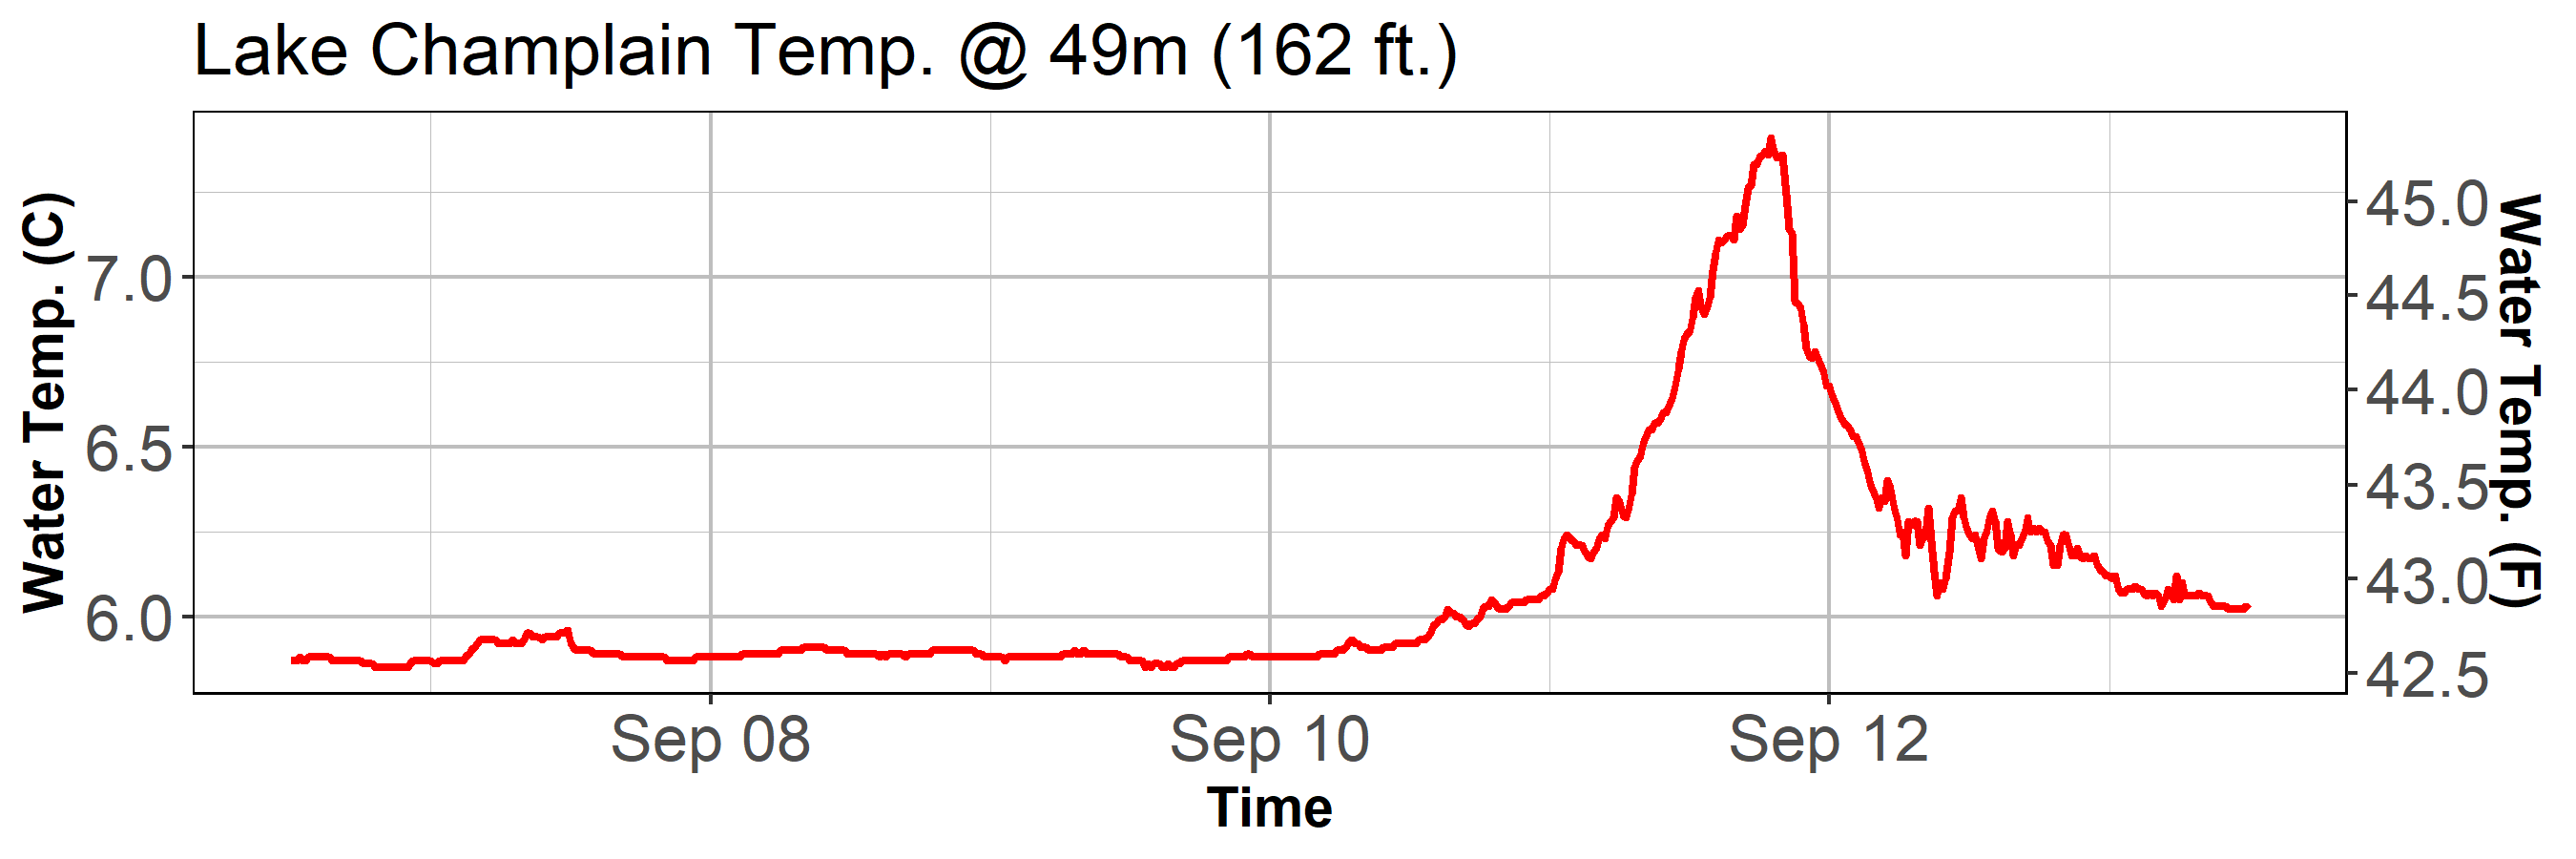 Lake Champlain Temp. @ 49m (162 ft.)
Water Temp. (C)
7.0
6.5
6.0
45.0
44.5
44.0
43.5
43.0
42.5
Water Temp. (F)
Sep 08 Sep 10 Sep 12
Time